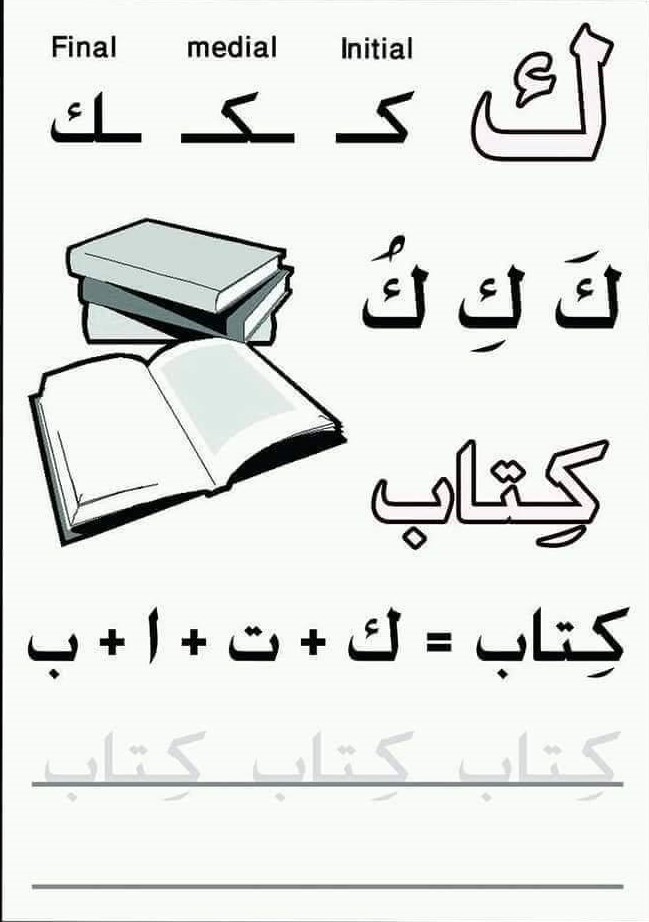 Final medial Initial
ك كـ ـكـ ـك
كَ كِ كُ
كِتاب
كِتاب = ك + ت + ا + ب
كِتاب كِتاب كِتاب